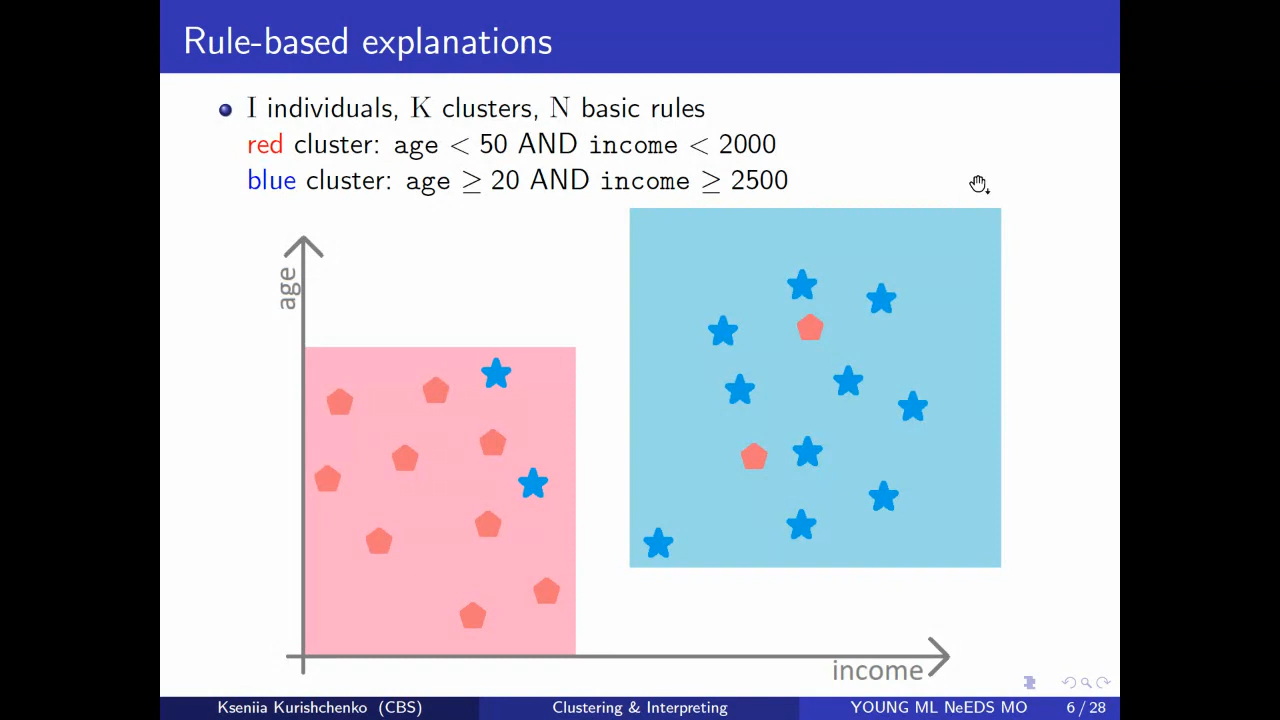 Rule-based explanations
I individuals, K clusters, N basic rules
red cluster: age < 50 AND income < 2000
blue cluster: age ≥ 20 AND income ≥ 2500
age
income
Kseniia Kurishchenko (CBS) Clustering & Interpreting YOUNG ML NeEDS MO 6 / 28